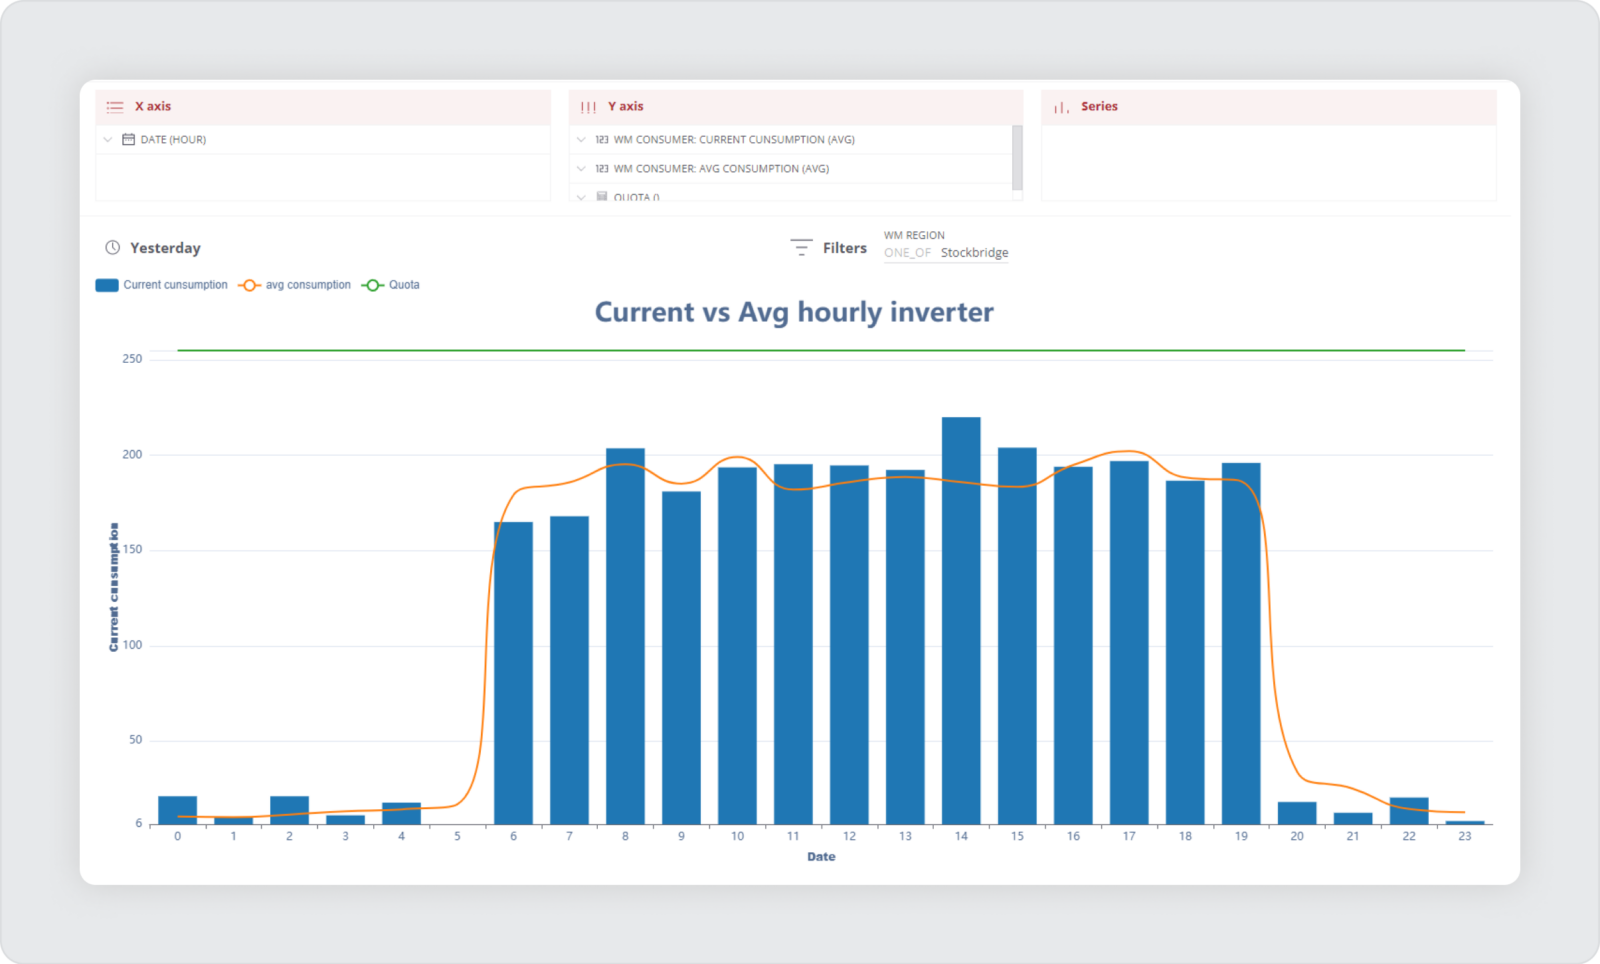 X axis
DATE (HOUR)
Y axis
123 WM CONSUMER: CURRENT CUNSUMPTION (AVG)
123 WM CONSUMER: AVG CONSUMPTION (AVG)
QUOTA ()
Series
Yesterday
Filters
WM REGION
ONE_OF Stockbridge
Current cunsumption avg consumption Quota
Current vs Avg hourly inverter
250
200
150
100
50
6
Current cunsumption
0 1 2 3 4 5 6 7 8 9 10 11 12 13 14 15 16 17 18 19 20 21 22 23
Date